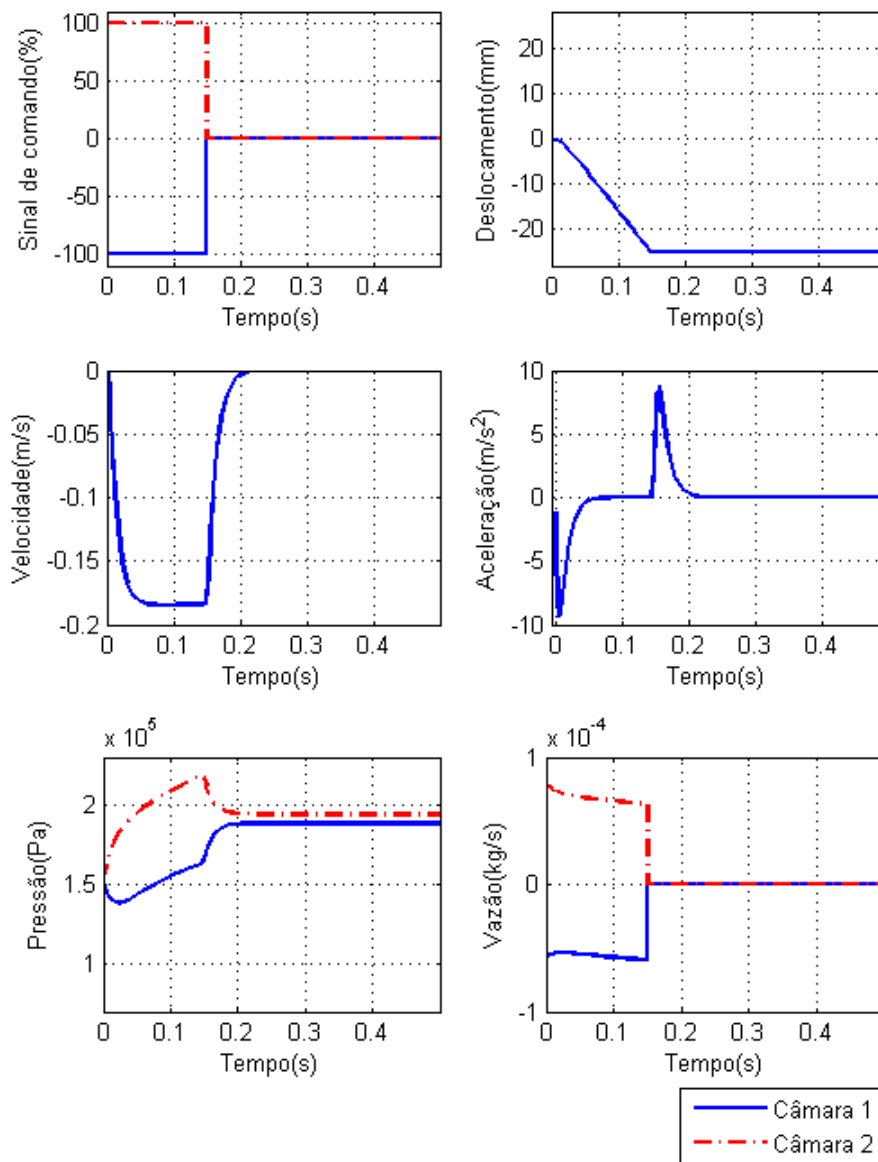 Sinal de comando(%)
100
50
0
-50
-100
0 0.1 0.2 0.3 0.4
Tempo(s)
Deslocamento(mm)
20
10
0
-10
-20
0 0.1 0.2 0.3 0.4
Tempo(s)
Velocidade(m/s)
0
-0.05
-0.1
-0.15
-0.2
0 0.1 0.2 0.3 0.4
Tempo(s)
Aceleração(m/s²)
10
5
0
-5
-10
0 0.1 0.2 0.3 0.4
Tempo(s)
x 10⁵
Pressão(Pa)
2
1.5
1
0 0.1 0.2 0.3 0.4
Tempo(s)
x 10⁻⁴
Vazão(kg/s)
1
0
-1
0 0.1 0.2 0.3 0.4
Tempo(s)
Câmara 1
Câmara 2